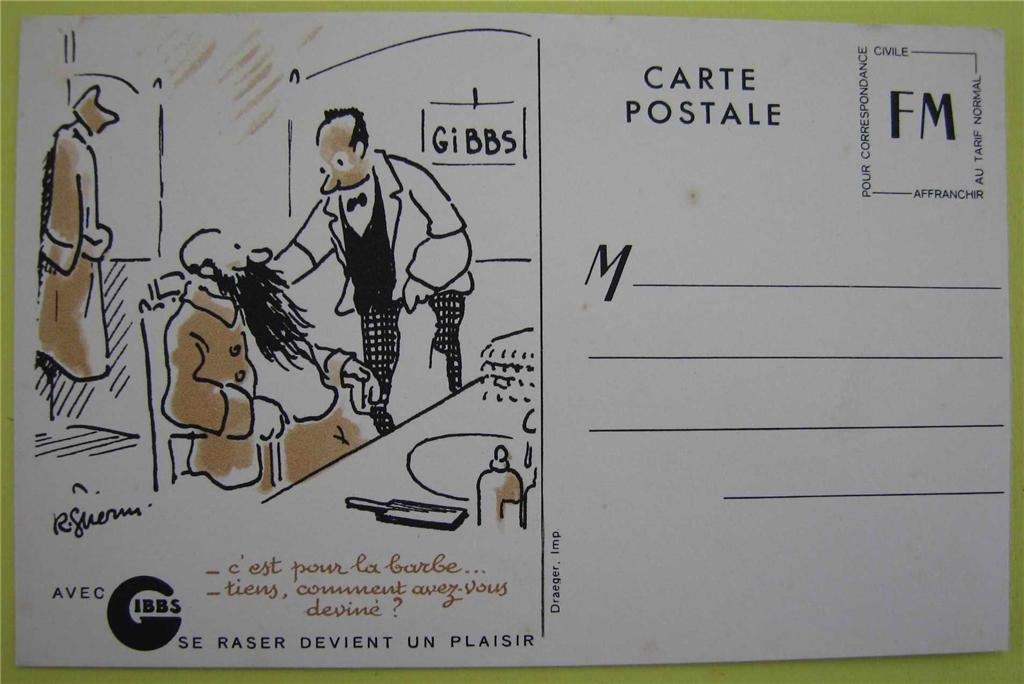 GiBBS
R. Guérin.
– c'est pour la barbe...
– tiens, comment avez-vous
deviné ?
AVEC GIBBS
SE RASER DEVIENT UN PLAISIR
Draeger, Imp.
CARTE
POSTALE
POUR CORRESPONDANCE
CIVILE
FM
AU TARIF NORMAL
AFFRANCHIR
M